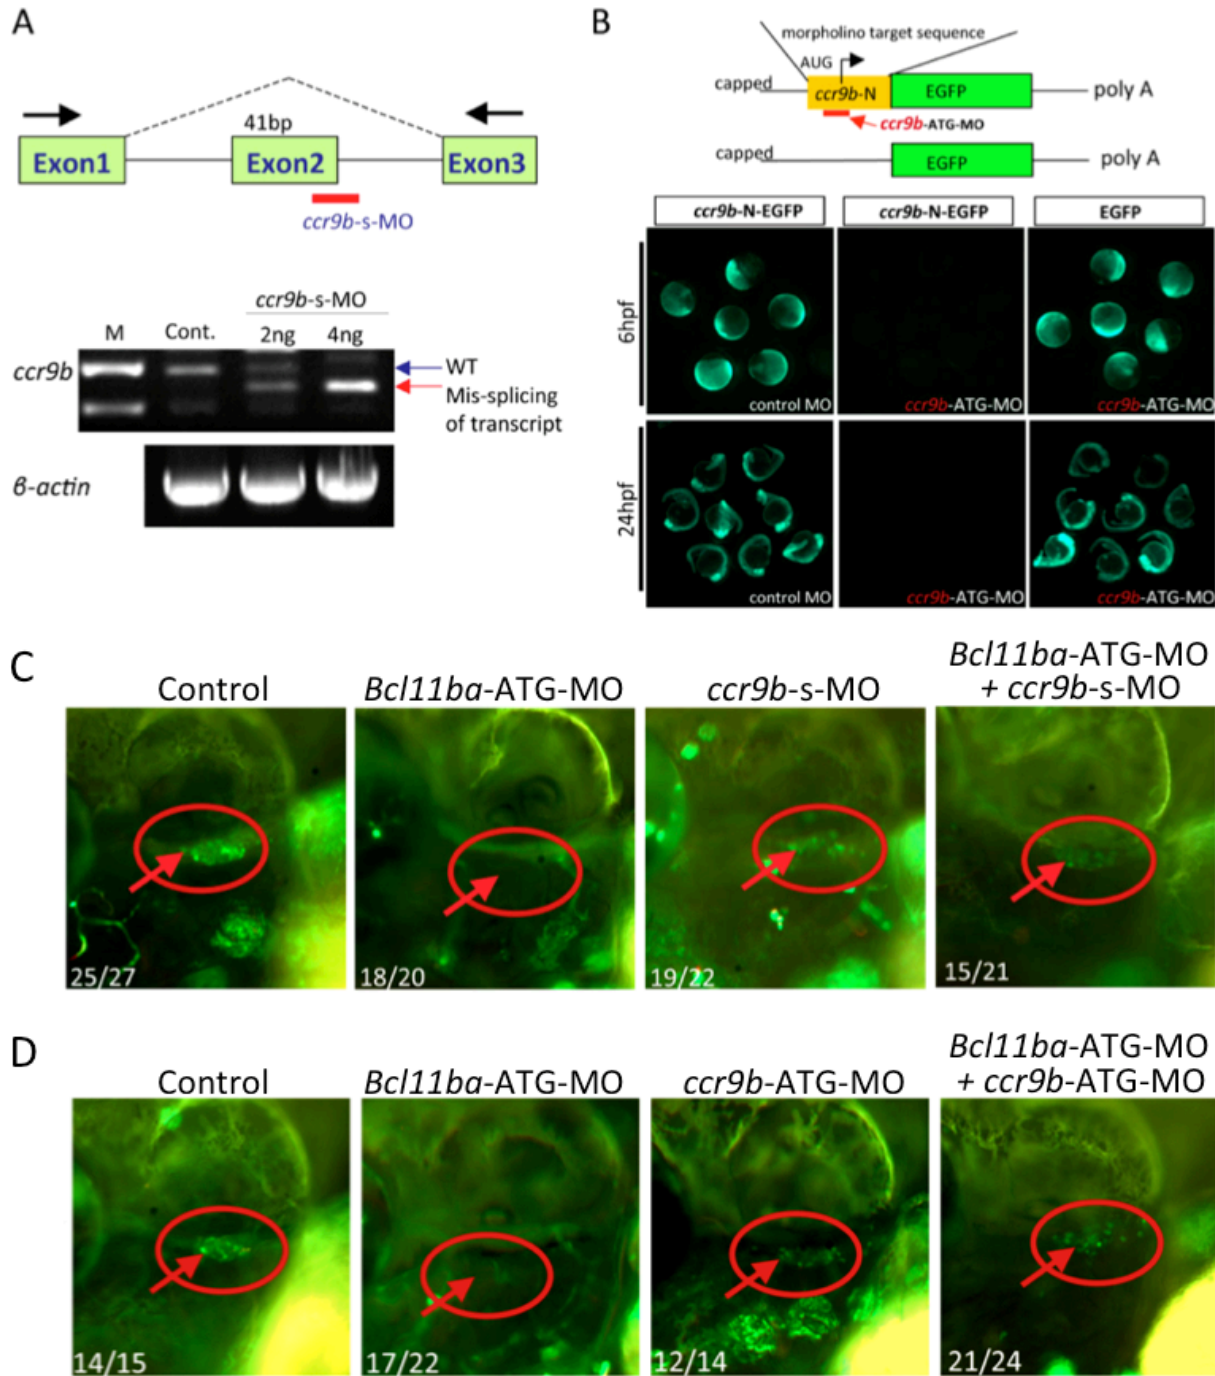 A
41bp
Exon1
Exon2
Exon3
ccr9b-s-MO
ccr9b-s-MO
M
Cont.
2ng
4ng
ccr9b
WT
Mis-splicing
of transcript
β-actin
B
morpholino target sequence
AUG
capped
ccr9b-N
EGFP
poly A
ccr9b-ATG-MO
capped
EGFP
poly A
ccr9b-N-EGFP
ccr9b-N-EGFP
EGFP
6hpf
control MO
ccr9b-ATG-MO
ccr9b-ATG-MO
24hpf
control MO
ccr9b-ATG-MO
ccr9b-ATG-MO
C
Control
Bcl11ba-ATG-MO
ccr9b-s-MO
Bcl11ba-ATG-MO
+ ccr9b-s-MO
25/27
18/20
19/22
15/21
D
Control
Bcl11ba-ATG-MO
ccr9b-ATG-MO
Bcl11ba-ATG-MO
+ ccr9b-ATG-MO
14/15
17/22
12/14
21/24